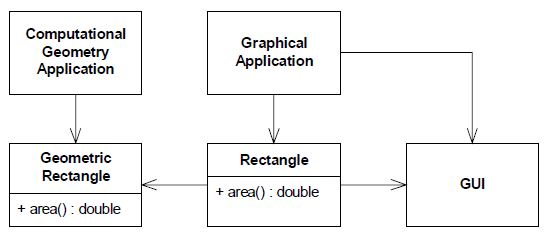 Computational
Geometry
Application
Graphical
Application
Geometric
Rectangle
+ area() : double
Rectangle
+ area() : double
GUI